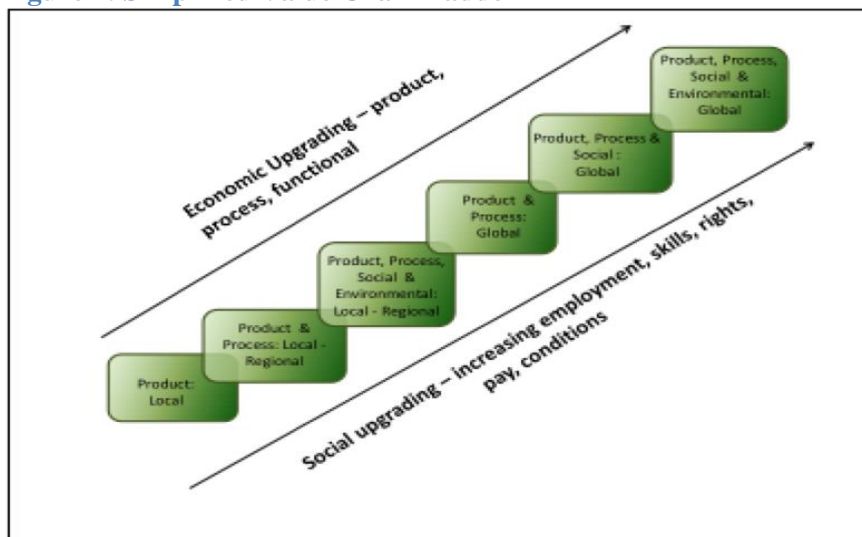 Economic Upgrading – product,
process, functional
Product, Process,
Social &
Environmental:
Global
Product, Process &
Social :
Global
Product &
Process:
Global
Product, Process,
Social &
Environmental:
Local - Regional
Product &
Process: Local -
Regional
Product:
Local
Social upgrading – increasing employment, skills, rights,
pay, conditions